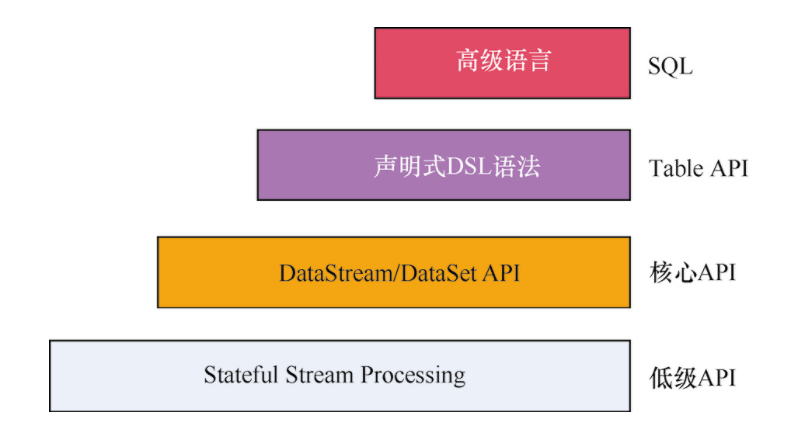 高级语言 SQL
声明式DSL语法 Table API
DataStream/DataSet API 核心API
Stateful Stream Processing 低级API